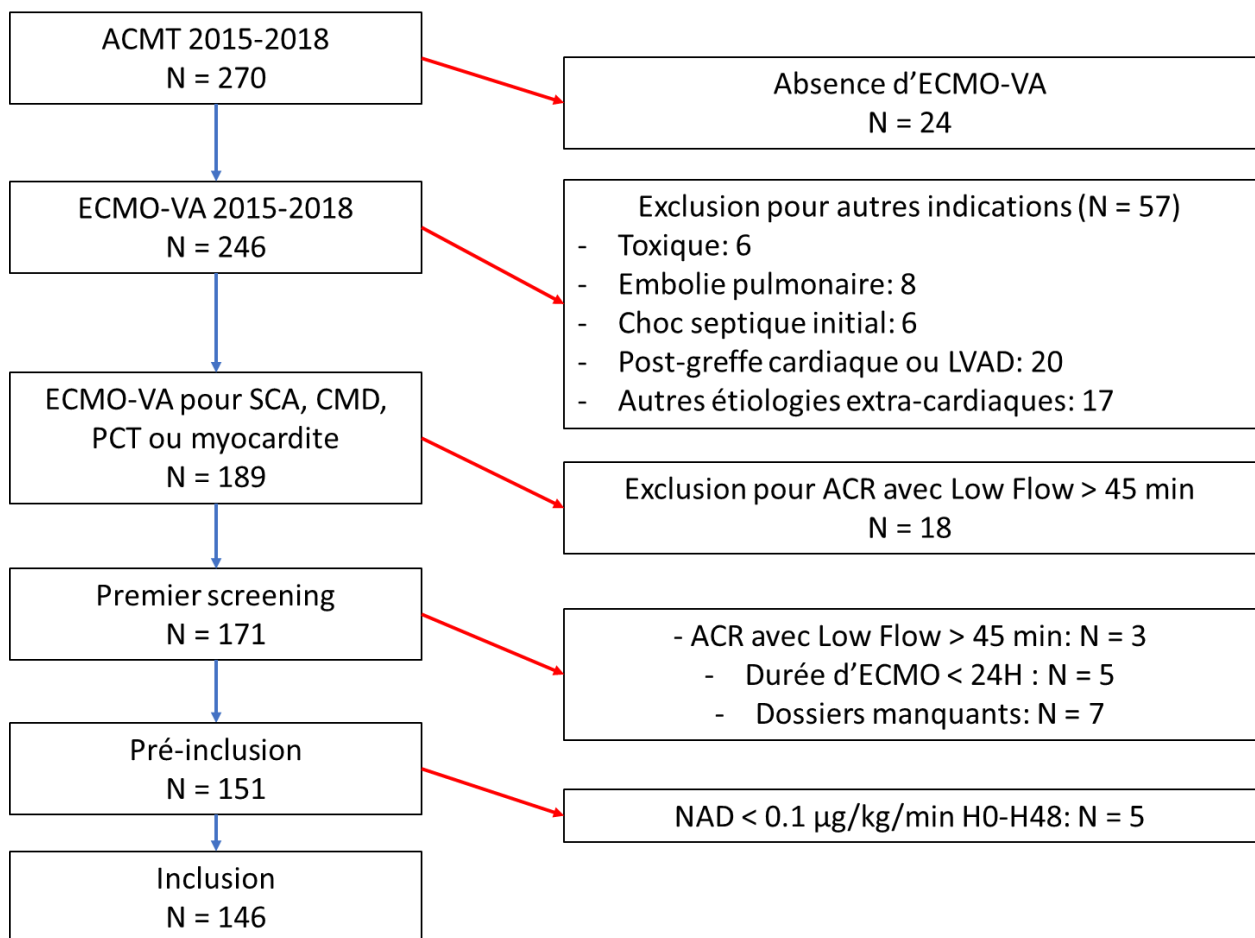 ACMT 2015-2018
N = 270
Absence d’ECMO-VA
N = 24
ECMO-VA 2015-2018
N = 246
Exclusion pour autres indications (N = 57)
- Toxique: 6
- Embolie pulmonaire: 8
- Choc septique initial: 6
- Post-greffe cardiaque ou LVAD: 20
- Autres étiologies extra-cardiaques: 17
ECMO-VA pour SCA, CMD,
PCT ou myocardite
N = 189
Exclusion pour ACR avec Low Flow > 45 min
N = 18
Premier screening
N = 171
- ACR avec Low Flow > 45 min: N = 3
- Durée d’ECMO < 24H : N = 5
- Dossiers manquants: N = 7
Pré-inclusion
N = 151
NAD < 0.1 µg/kg/min H0-H48: N = 5
Inclusion
N = 146